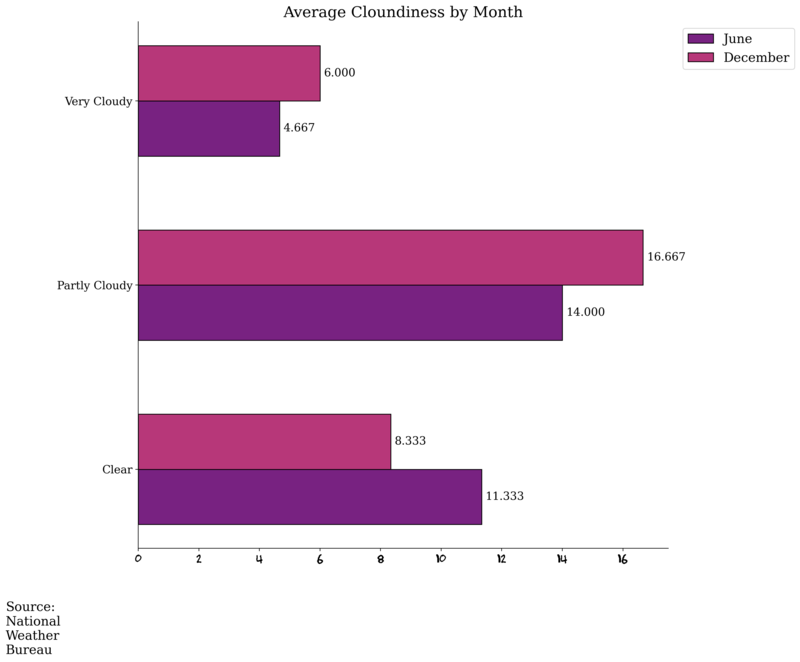 Average Cloundiness by Month
June
December
Very Cloudy
6.000
4.667
Partly Cloudy
16.667
14.000
Clear
8.333
11.333
0 2 4 6 8 10 12 14 16
Source:
National
Weather
Bureau